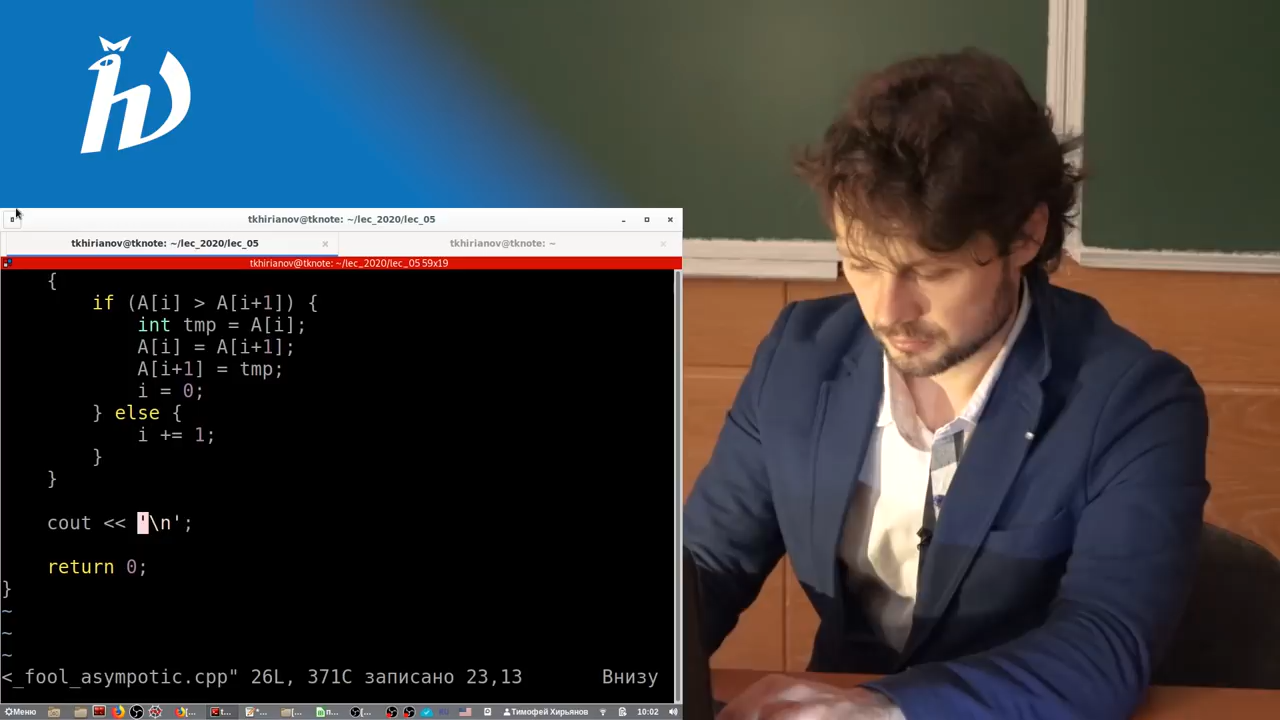 tkhirianov@tknote: ~/lec_2020/lec_05
tkhirianov@tknote: ~/lec_2020/lec_05
tkhirianov@tknote: ~
tkhirianov@tknote: ~/lec_2020/lec_05 59x19
{
if (A[i] > A[i+1]) {
int tmp = A[i];
A[i] = A[i+1];
A[i+1] = tmp;
i = 0;
} else {
i += 1;
}
}
cout << '\n';
return 0;
}
~
~
~
<_fool_asympotic.cpp" 26L, 371C записано 23,13 Внизу
Меню
Тимофей Хирьянов
10:02